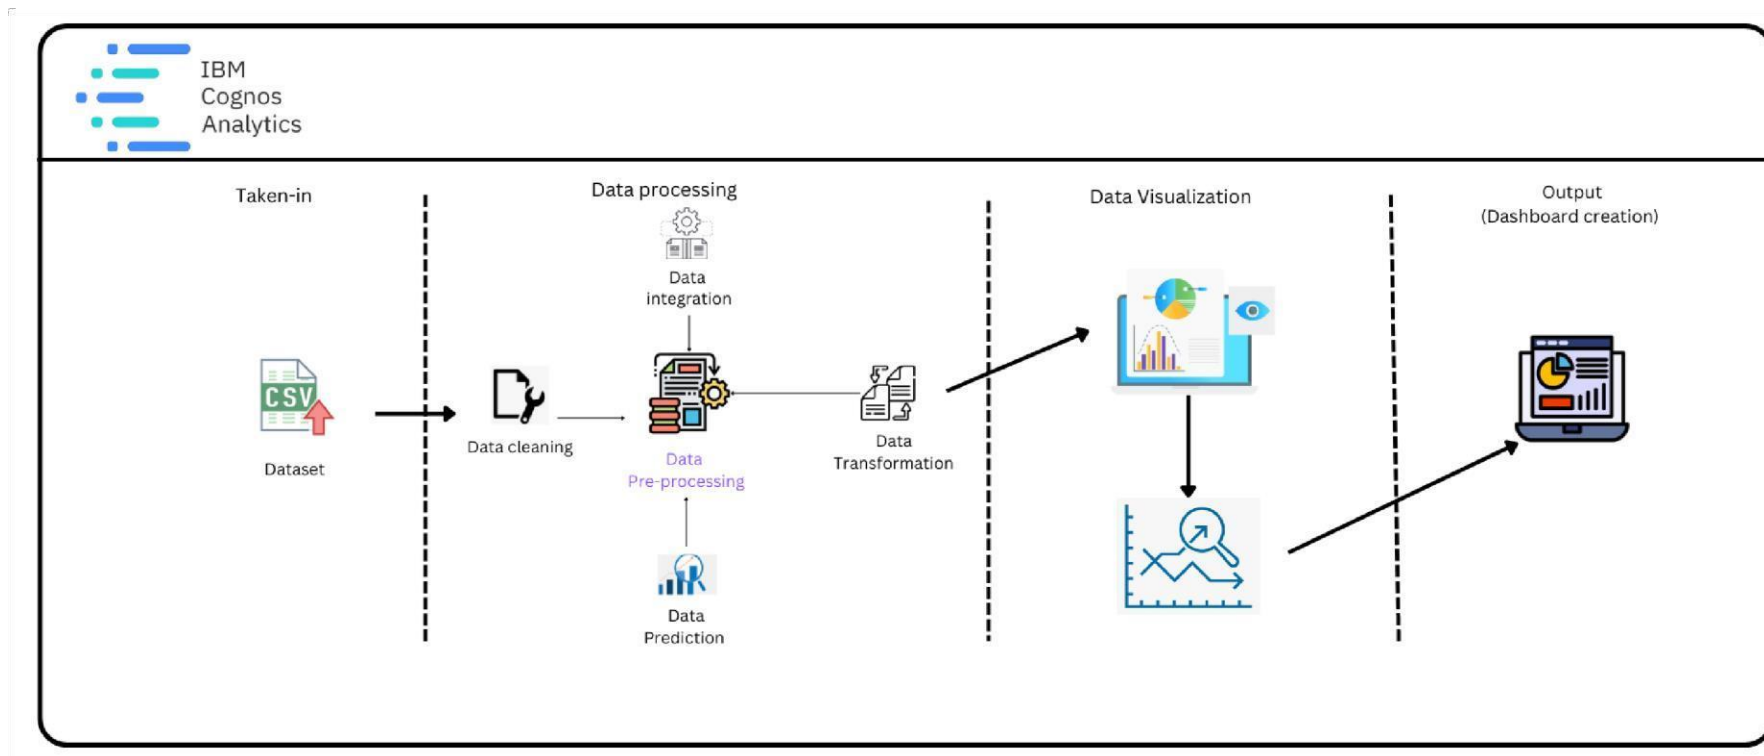 IBM
Cognos
Analytics
Taken-in
Data processing
Data Visualization
Output
(Dashboard creation)
Data
integration
CSV
Dataset
Data cleaning
Data
Pre-processing
Data
Transformation
Data
Prediction